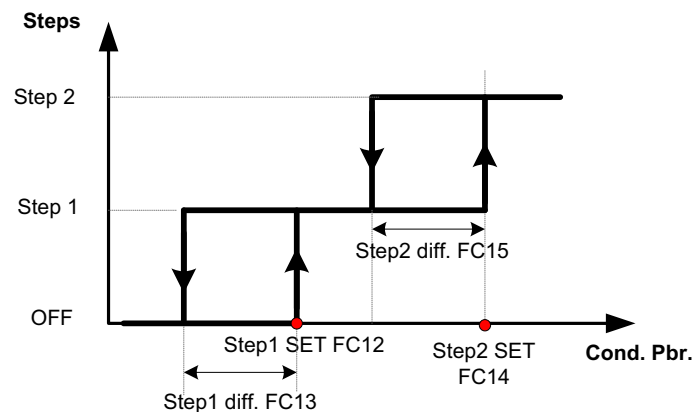 Steps
Step 2
Step 1
Step2 diff. FC15
OFF
Step1 SET FC12
Step2 SET
FC14
Cond. Pbr.
Step1 diff. FC13